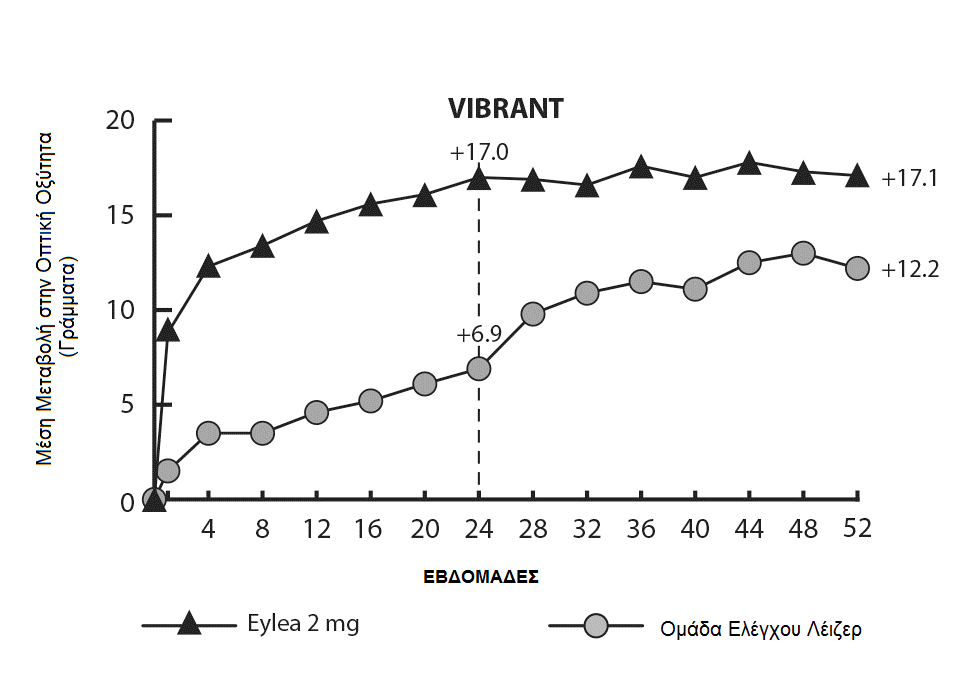 VIBRANT
Μέση Μεταβολή στην Οπτική Οξύτητα
(Γράμματα)
20
15
10
5
0
+17.0
+17.1
+12.2
+6.9
4 8 12 16 20 24 28 32 36 40 44 48 52
ΕΒΔΟΜΑΔΕΣ
Eylea 2 mg
Ομάδα Ελέγχου Λέιζερ